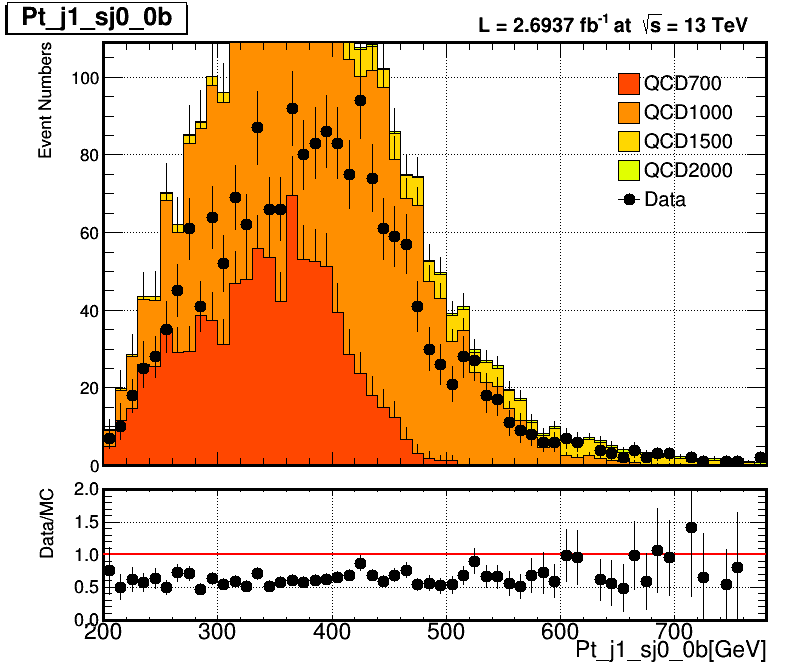 Pt_j1_sj0_0b
L = 2.6937 fb-1 at √s = 13 TeV
Event Numbers
100
80
60
40
20
0
QCD700
QCD1000
QCD1500
QCD2000
Data
Data/MC
2.0
1.5
1.0
0.5
0.0
200
300
400
500
600
700
Pt_j1_sj0_0b[GeV]